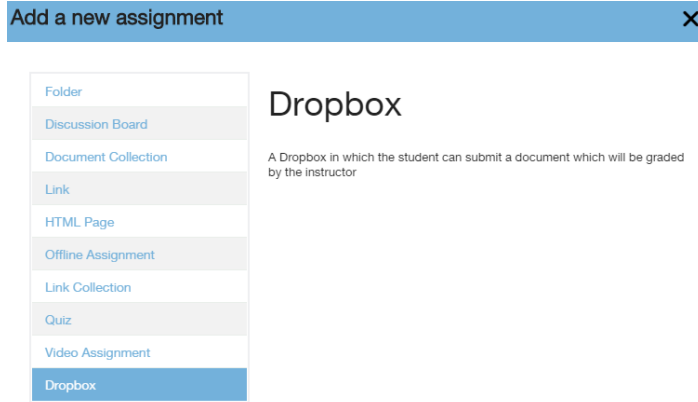 Add a new assignment
Folder
Discussion Board
Document Collection
Link
HTML Page
Offline Assignment
Link Collection
Quiz
Video Assignment
Dropbox
Dropbox
A Dropbox in which the student can submit a document which will be graded
by the instructor